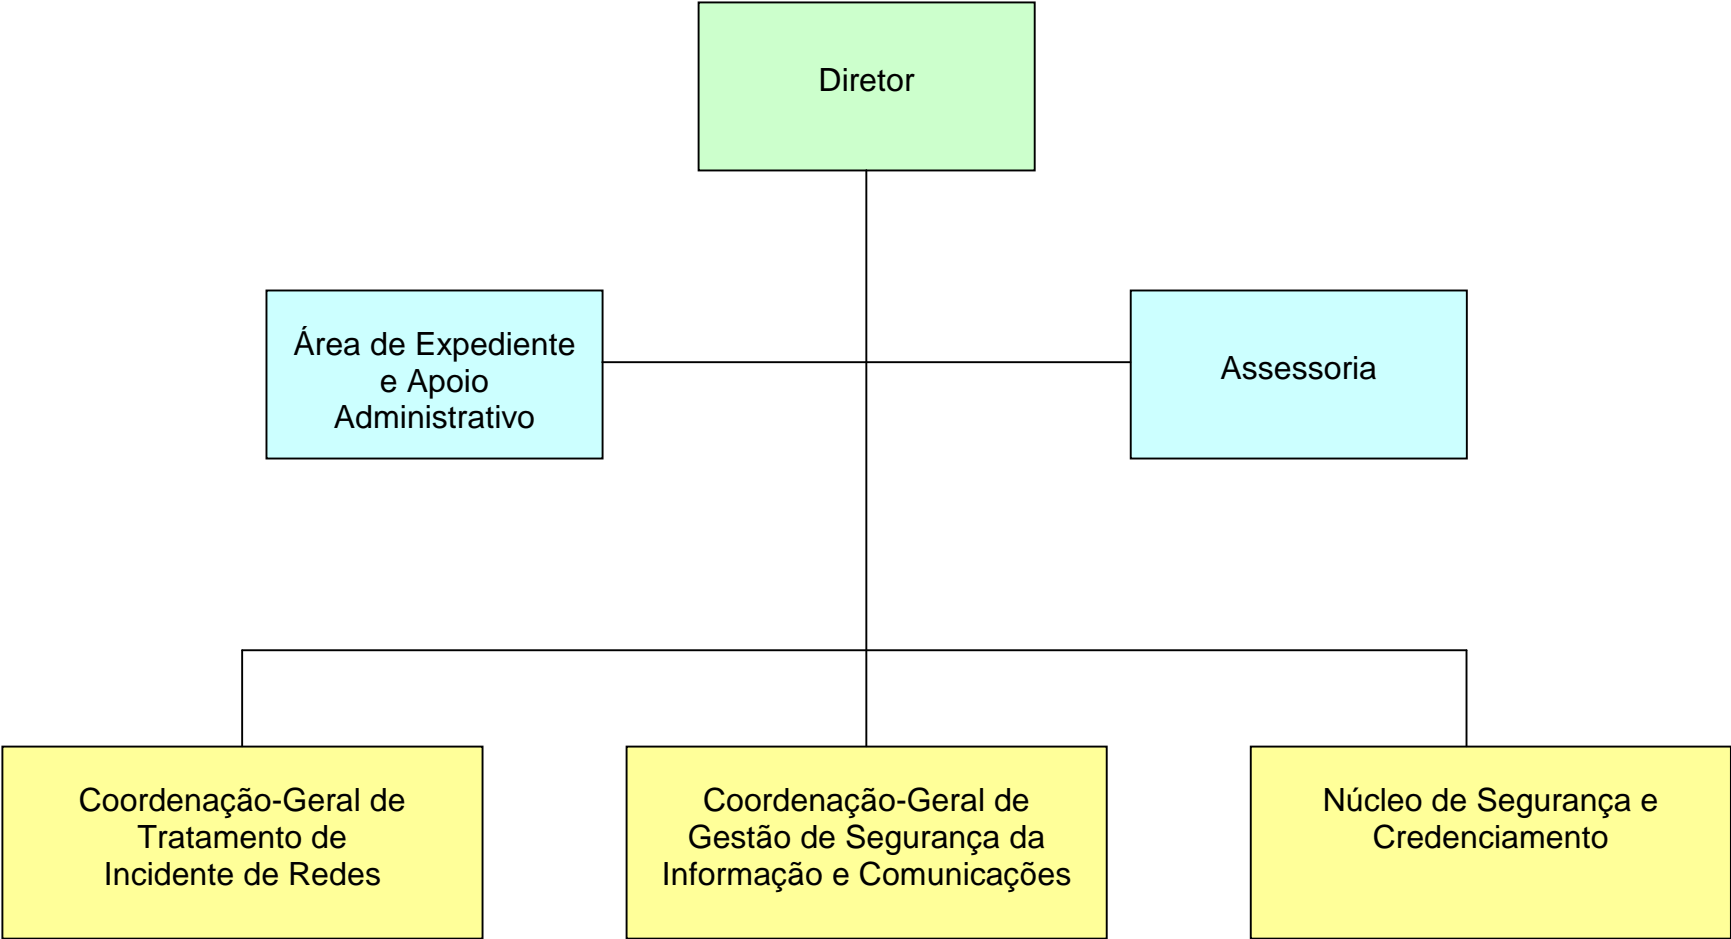 Diretor
Área de Expediente
e Apoio
Administrativo
Assessoria
Coordenação-Geral de
Tratamento de
Incidente de Redes
Coordenação-Geral de
Gestão de Segurança da
Informação e Comunicações
Núcleo de Segurança e
Credenciamento